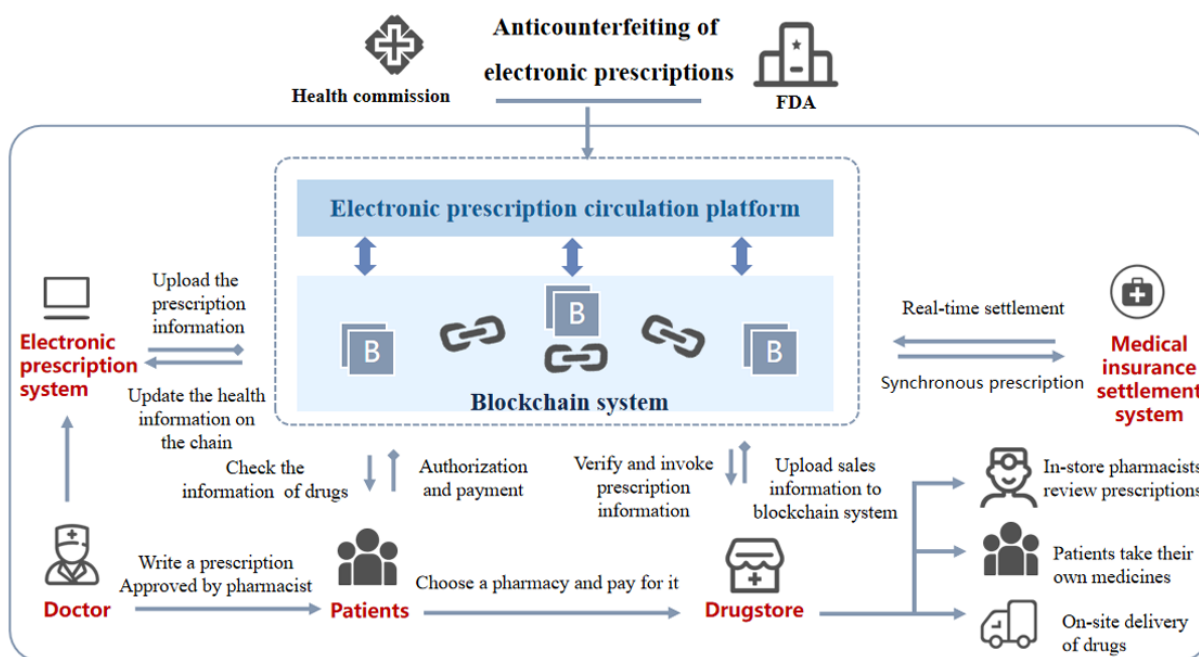 Anticounterfeiting of
electronic prescriptions
Health commission
FDA
Electronic prescription circulation platform
B
B
B
Blockchain system
Upload the
prescription
information
Electronic
prescription
system
Update the health
information on
the chain
Real-time settlement
Synchronous prescription
Medical
insurance
settlement
system
Check the
information of drugs
Authorization
and payment
Verify and invoke
prescription
information
Upload sales
information to
blockchain system
In-store pharmacists
review prescriptions
Patients take their
own medicines
On-site delivery
of drugs
Write a prescription
Approved by pharmacist
Choose a pharmacy and pay for it
Doctor
Patients
Drugstore